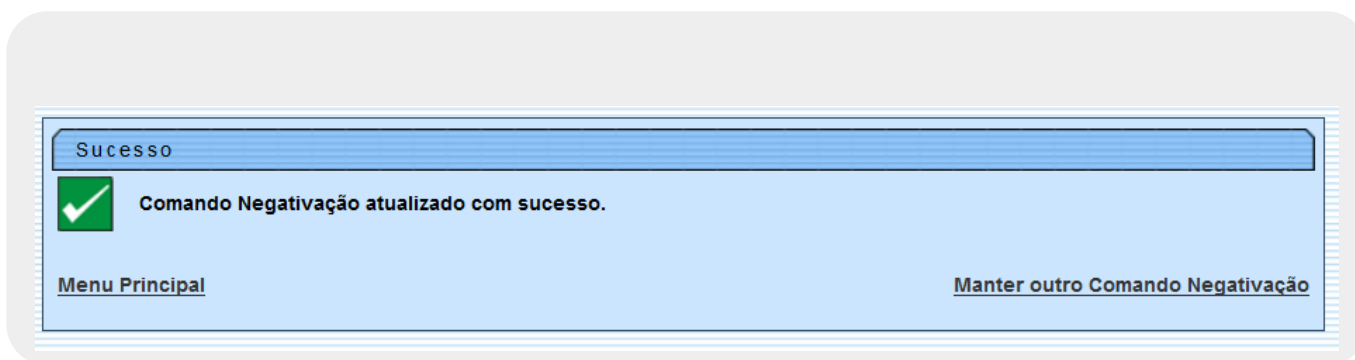 Sucesso
Comando Negativação atualizado com sucesso.
Menu Principal
Manter outro Comando Negativação